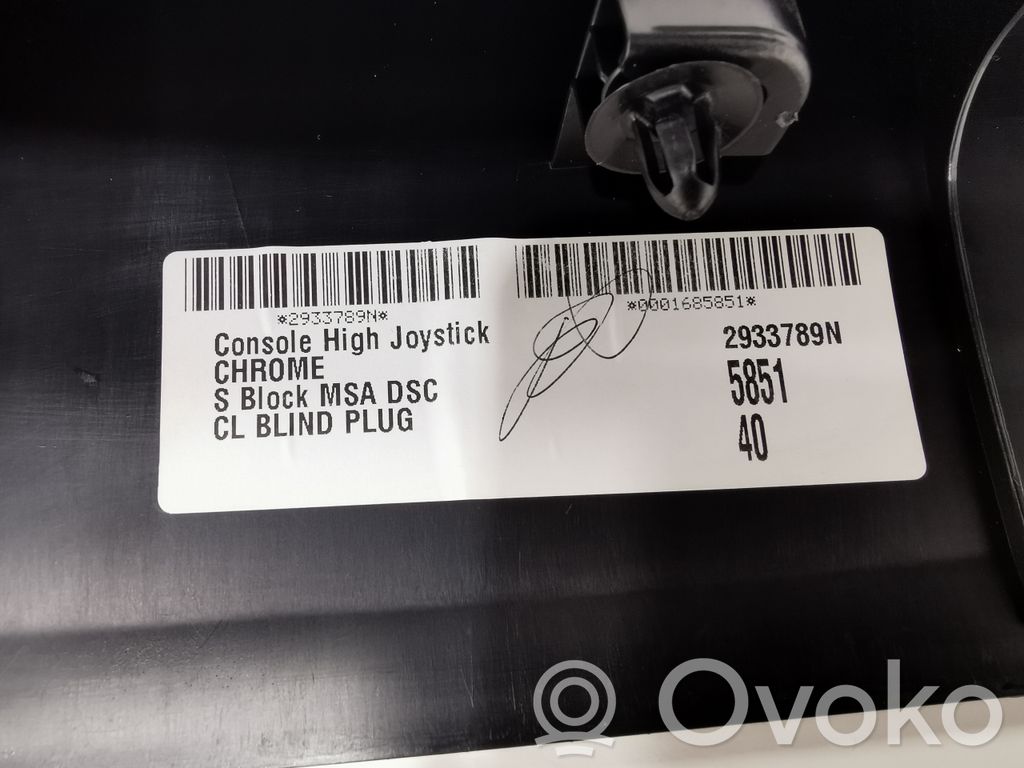 *2933789N*
Console High Joystick
CHROME
S Block MSA DSC
CL BLIND PLUG
*0001685851*
2933789N
5851
40
Ovoko